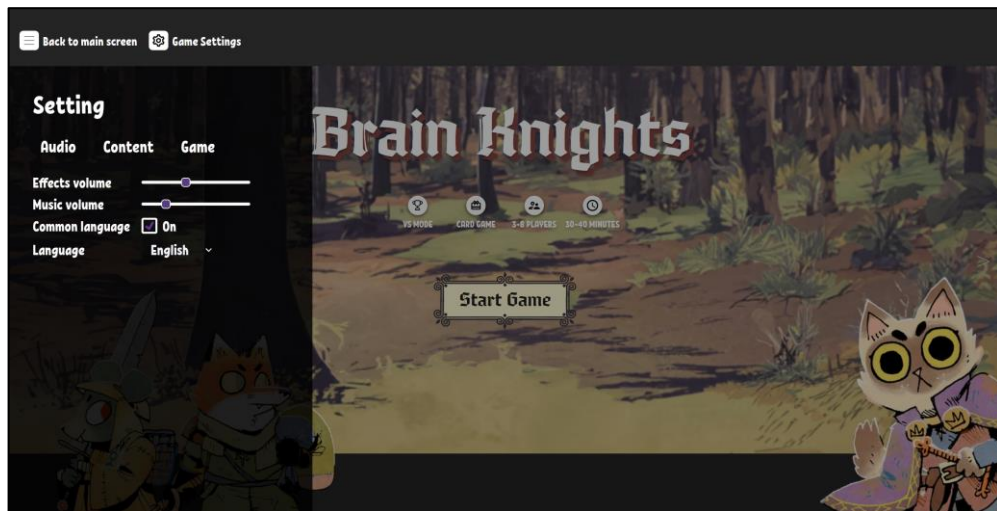 Back to main screen Game Settings
Setting
Audio Content Game
Effects volume
Music volume
Common language On
Language English
Brain Knights
VS MODE CARD GAME 3-8 PLAYERS 10-40 MINUTES
Start Game